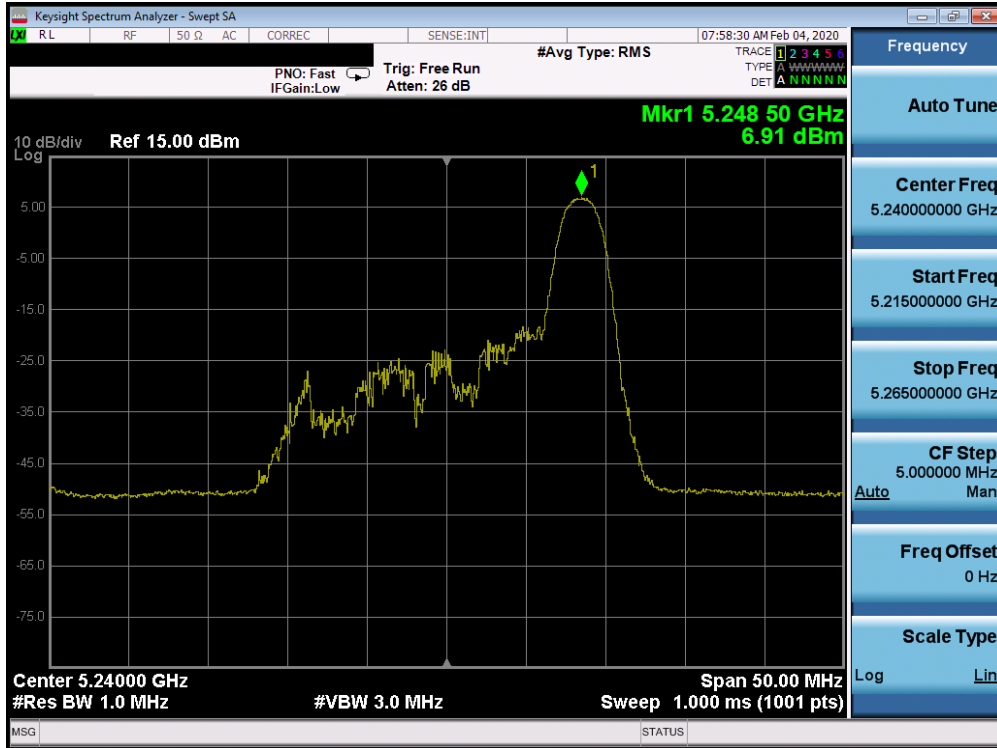 Keysight Spectrum Analyzer - Swept SA
LXI RL RF 50 Ω AC CORREC SENSE:INT 07:58:30 AM Feb 04, 2020
PNO: Fast
IFGain:Low
Trig: Free Run
Atten: 26 dB
#Avg Type: RMS
TRACE 1 2 3 4 5 6
TYPE A WWWWW
DET A N N N N N
Mkr1 5.248 50 GHz
6.91 dBm
10 dB/div Ref 15.00 dBm
Log
1
5.00
-5.00
-15.0
-25.0
-35.0
-45.0
-55.0
-65.0
-75.0
Center 5.24000 GHz Span 50.00 MHz
#Res BW 1.0 MHz #VBW 3.0 MHz Sweep 1.000 ms (1001 pts)
MSG STATUS
Frequency
Auto Tune
Center Freq
5.240000000 GHz
Start Freq
5.215000000 GHz
Stop Freq
5.265000000 GHz
CF Step
5.000000 MHz
Auto Man
Freq Offset
0 Hz
Scale Type
Log Lin